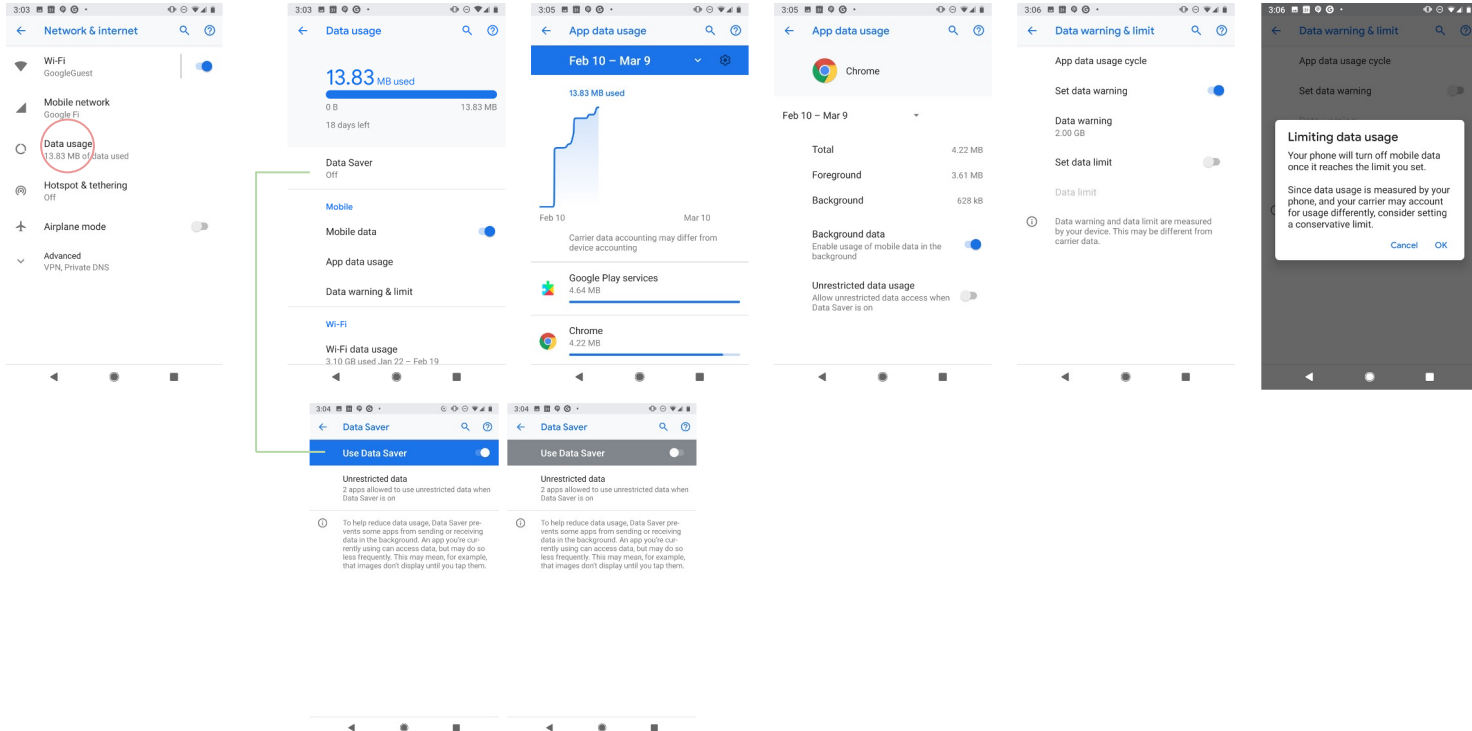 3:03
Network & internet
Wi-Fi
GoogleGuest
Mobile network
Google Fi
Data usage
13.83 MB of data used
Hotspot & tethering
Off
Airplane mode
Advanced
VPN, Private DNS
3:03
Data usage
13.83 MB used
0 B 13.83 MB
18 days left
Data Saver
Off
Mobile
Mobile data
App data usage
Data warning & limit
Wi-Fi
Wi-Fi data usage
3.10 GB used Jan 22 – Feb 19
3:05
App data usage
Feb 10 – Mar 9
13.83 MB used
Feb 10 Mar 10
Carrier data accounting may differ from
device accounting
Google Play services
4.64 MB
Chrome
4.22 MB
3:05
App data usage
Chrome
Feb 10 – Mar 9
Total 4.22 MB
Foreground 3.61 MB
Background 628 kB
Background data
Enable usage of mobile data in the
background
Unrestricted data usage
Allow unrestricted data access when
Data Saver is on
3:06
Data warning & limit
App data usage cycle
Set data warning
Data warning
2.00 GB
Set data limit
Data limit
Data warning and data limit are measured
by your device. This may be different from
carrier data.
3:06
Data warning & limit
App data usage cycle
Set data warning
Limiting data usage
Your phone will turn off mobile data
once it reaches the limit you set.
Since data usage is measured by your
phone, and your carrier may account
for usage differently, consider setting
a conservative limit.
Cancel OK
3:04
Data Saver
Use Data Saver
Unrestricted data
2 apps allowed to use unrestricted data when
Data Saver is on
To help reduce data usage, Data Saver pre-
vents some apps from sending or receiving
data in the background. An app you're cur-
rently using can access data, but may do so
less frequently. This may mean, for example,
that images don't display until you tap them.
3:04
Data Saver
Use Data Saver
Unrestricted data
2 apps allowed to use unrestricted data when
Data Saver is on
To help reduce data usage, Data Saver pre-
vents some apps from sending or receiving
data in the background. An app you're cur-
rently using can access data, but may do so
less frequently. This may mean, for example,
that images don't display until you tap them.